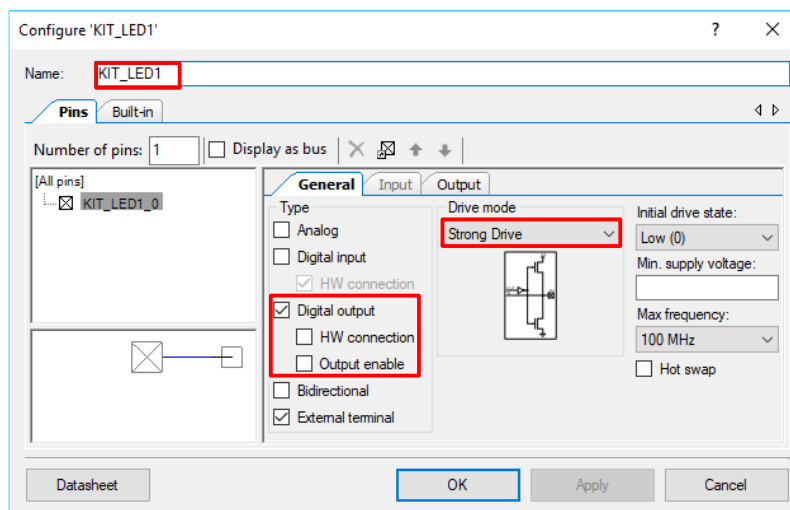 Configure 'KIT_LED1'
?
Name: KIT_LED1
Pins Built-in
Number of pins: 1 Display as bus
[All pins]
KIT_LED1_0
General Input Output
Type
Analog
Digital input
HW connection
Digital output
HW connection
Output enable
Bidirectional
External terminal
Drive mode
Strong Drive
Initial drive state:
Low (0)
Min. supply voltage:
Max frequency:
100 MHz
Hot swap
Datasheet OK Apply Cancel